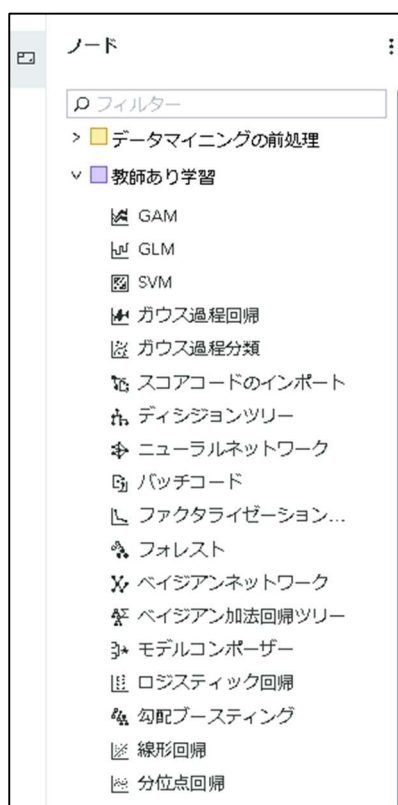 ノード
フィルター
データマイニングの前処理
教師あり学習
GAM
GLM
SVM
ガウス過程回帰
ガウス過程分類
スコアコードのインポート
ディシジョンツリー
ニューラルネットワーク
バッチコード
ファクタライゼーション...
フォレスト
ベイジアンネットワーク
ベイジアン加法回帰ツリー
モデルコンポーザー
ロジスティック回帰
勾配ブースティング
線形回帰
分位点回帰